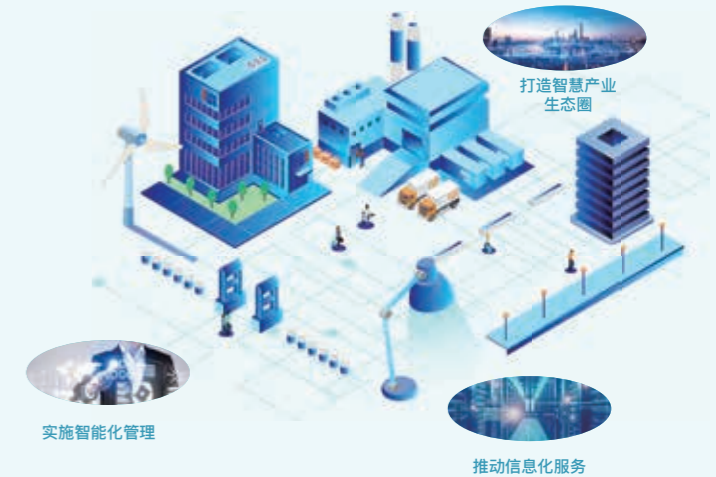 打造智慧产业
生态圈
实施智能化管理
推动信息化服务